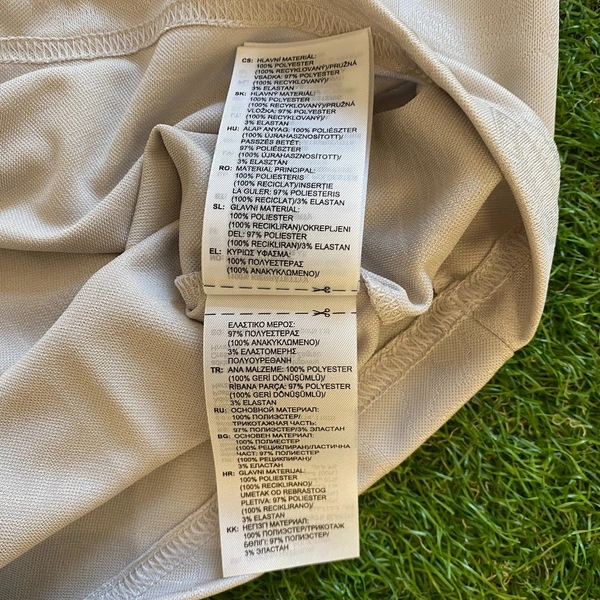 CS: HLAVNÍ MATERIÁL:
100% POLYESTER
(100% RECYKLOVANÝ)/PRUŽNÁ
VSADKA: 97% POLYESTER
(100% RECYKLOVANÝ)/
3% ELASTAN
SK: HLAVNÝ MATERIÁL:
100% POLYESTER
(100% RECYKLOVANÝ)/PRUŽNÁ
VLOŽKA: 97% POLYESTER
(100% RECYKLOVANÝ)/
3% ELASTAN
HU: ALAP ANYAG: 100% POLIÉSZTER
(100% ÚJRAHASZNOSÍTOTT)/
PASSZÉS BETÉT:
97% POLIÉSZTER
(100% ÚJRAHASZNOSÍTOTT)/
3% ELASZTÁN
RO: MATERIAL PRINCIPAL:
100% POLIESTERIS
(100% RECICLAT)/INSERȚIE
LA GULER: 97% POLIESTERIS
(100% RECICLAT)/3% ELASTAN
SL: GLAVNI MATERIAL:
100% POLIESTER
(100% RECIKLIRAN)/OKREPLJENI
DEL: 97% POLIESTER
(100% RECIKLIRAN)/3% ELASTAN
EL: ΚΥΡΙΩΣ ΥΦΑΣΜΑ:
100% ΠΟΛΥΕΣΤΕΡΑΣ
(100% ΑΝΑΚΥΚΛΩΜΕΝΟ)/
ΕΛΑΣΤΙΚΟ ΜΕΡΟΣ:
97% ΠΟΛΥΕΣΤΕΡΑΣ
(100% ΑΝΑΚΥΚΛΩΜΕΝΟ)/
3% ΕΛΑΣΤΟΜΕΡΗΣ
ΠΟΛΥΟΥΡΕΘΑΝΗ
TR: ANA MALZEME: 100% POLYESTER
(100% GERİ DÖNÜŞÜMLÜ)/
RİBANA PARÇA: 97% POLYESTER
(100% GERİ DÖNÜŞÜMLÜ)/
3% ELASTAN
RU: ОСНОВНОЙ МАТЕРИАЛ:
100% ПОЛИЭСТЕР/
ТРИКОТАЖНАЯ ЧАСТЬ:
97% ПОЛИЭСТЕР/3% ЭЛАСТАН
BG: ОСНОВЕН МАТЕРИАЛ:
100% ПОЛИЕСТЕР
(100% РЕЦИКЛИРАН)/ЛАСТИЧНА
ЧАСТ: 97% ПОЛИЕСТЕР
(100% РЕЦИКЛИРАН)/
3% ЕЛАСТАН
HR: GLAVNI MATERIJAL:
100% POLIESTER
(100% RECIKLIRANO)/
UMETAK OD REBRASTOG
PLETIVA: 97% POLIESTER
(100% RECIKLIRANO)/
3% ELASTAN
KK: НЕГІЗГІ МАТЕРИАЛ:
100% ПОЛИЭСТЕР/ТРИКОТАЖ
БӨЛІГІ: 97% ПОЛИЭСТЕР/
3% ЭЛАСТАН